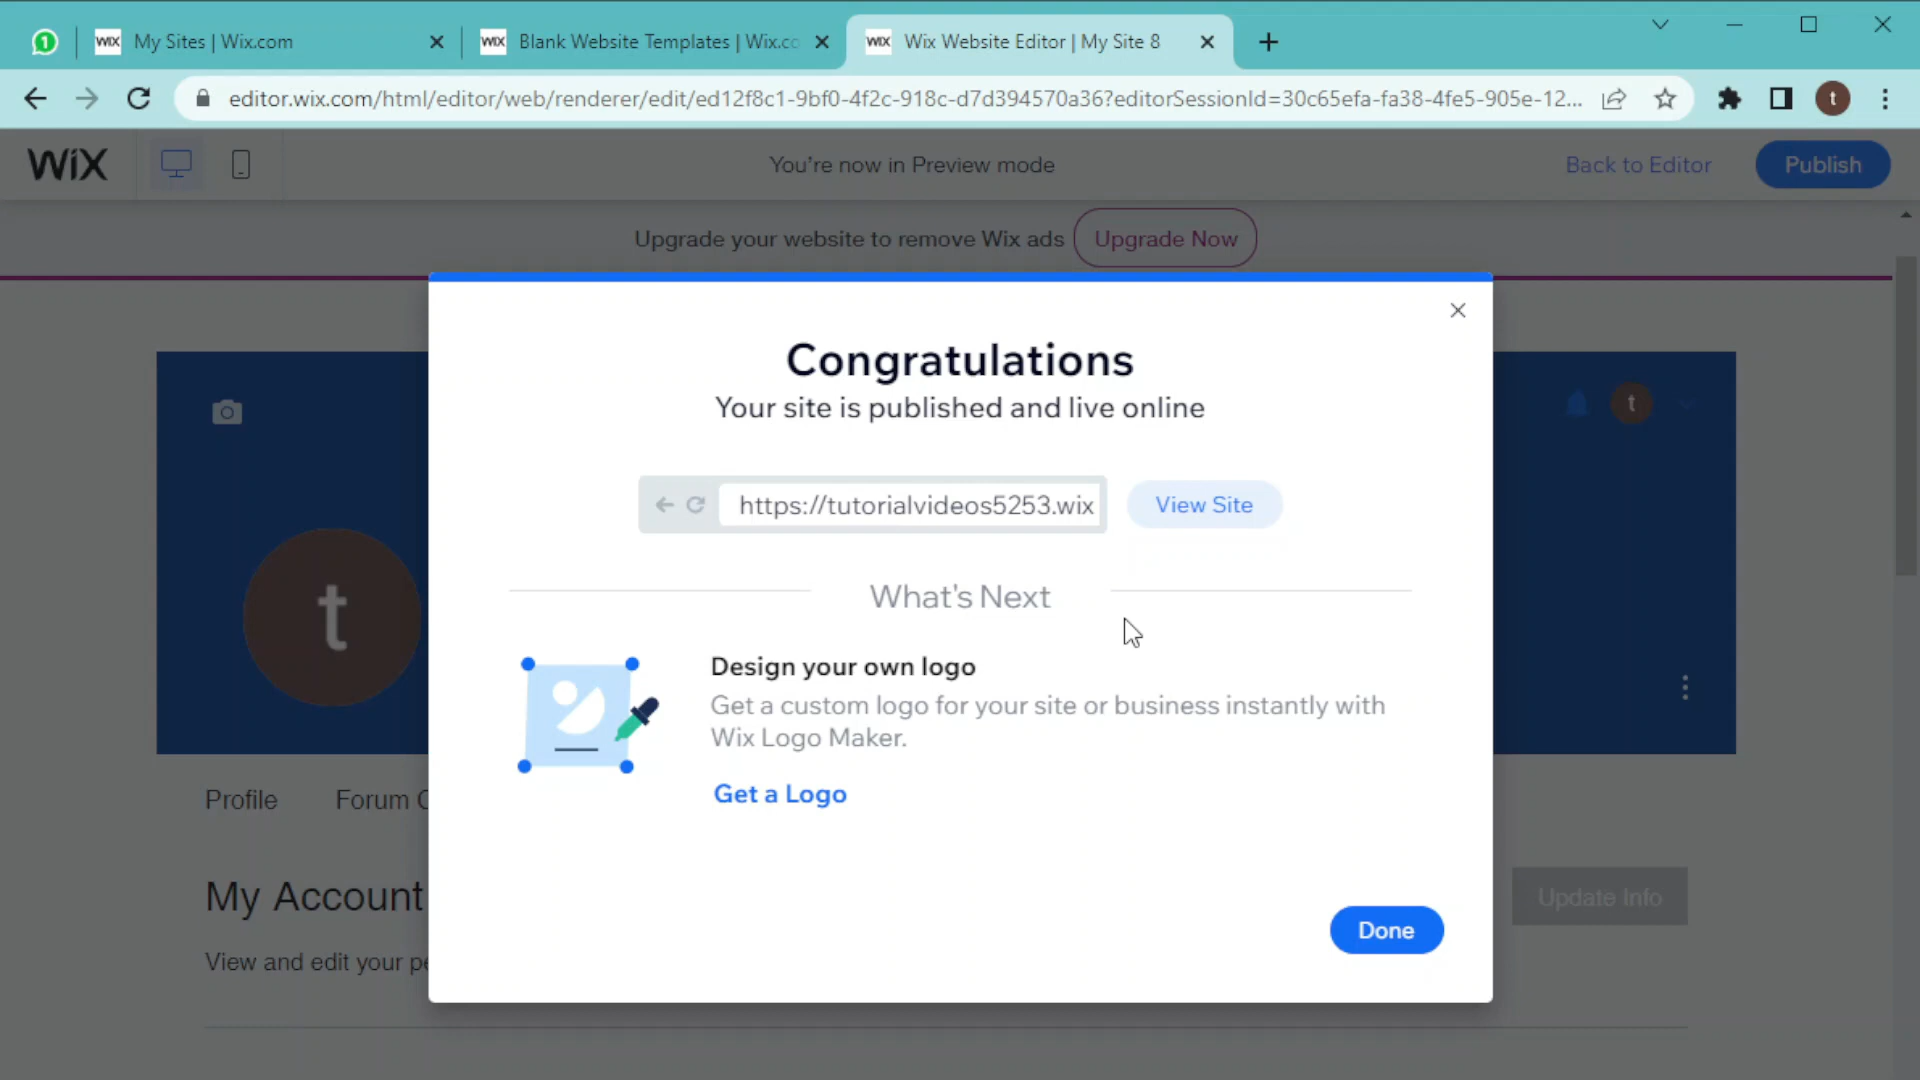 1
WIX My Sites | Wix.com
WIX Blank Website Templates | Wix.co
WIX Wix Website Editor | My Site 8
editor.wix.com/html/editor/web/renderer/edit/ed12f8c1-9bf0-4f2c-918c-d7d394570a36?editorSessionId=30c65efa-fa38-4fe5-905e-12...
t
WiX
You're now in Preview mode
Back to Editor
Publish
Upgrade your website to remove Wix ads
Upgrade Now
Congratulations
Your site is published and live online
t
https://tutorialvideos5253.wix
View Site
What's Next
t
Design your own logo
Get a custom logo for your site or business instantly with
Wix Logo Maker.
Get a Logo
Profile
Forum C
My Account
Update Info
Done
View and edit your pe